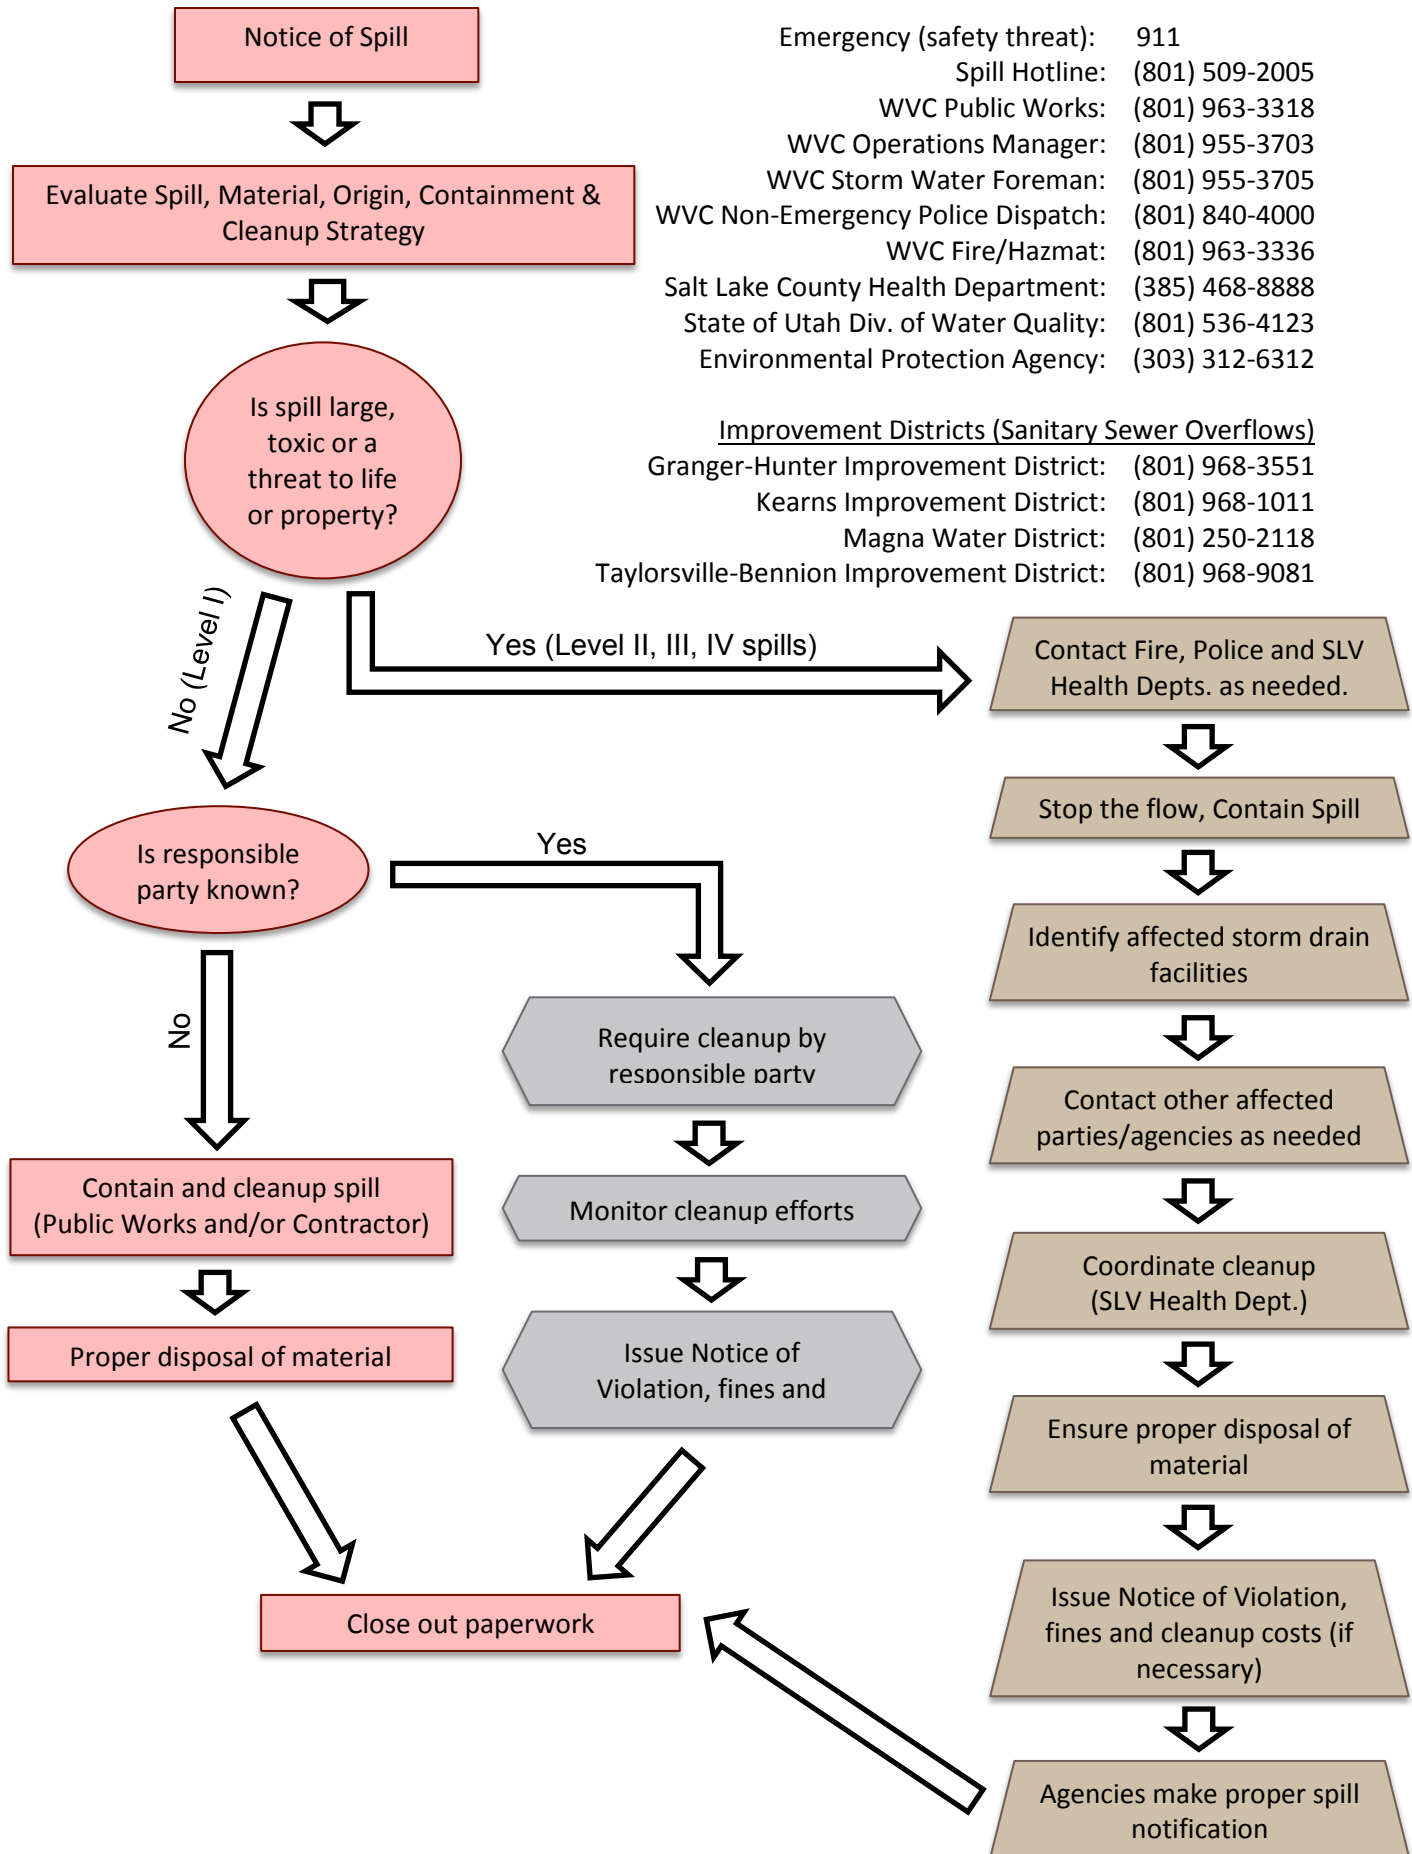 Notice of Spill
Emergency (safety threat): 911
Spill Hotline: (801) 509-2005
WVC Public Works: (801) 963-3318
WVC Operations Manager: (801) 955-3703
WVC Storm Water Foreman: (801) 955-3705
WVC Non-Emergency Police Dispatch: (801) 840-4000
WVC Fire/Hazmat: (801) 963-3336
Salt Lake County Health Department: (385) 468-8888
State of Utah Div. of Water Quality: (801) 536-4123
Environmental Protection Agency: (303) 312-6312
Improvement Districts (Sanitary Sewer Overflows)
Granger-Hunter Improvement District: (801) 968-3551
Kearns Improvement District: (801) 968-1011
Magna Water District: (801) 250-2118
Taylorsville-Bennion Improvement District: (801) 968-9081
Evaluate Spill, Material, Origin, Containment &
Cleanup Strategy
Is spill large,
toxic or a
threat to life
or property?
No (Level I)
Yes (Level II, III, IV spills)
Is responsible
party known?
Yes
No
Contain and cleanup spill
(Public Works and/or Contractor)
Proper disposal of material
Require cleanup by
responsible party
Monitor cleanup efforts
Issue Notice of
Violation, fines and
Contact Fire, Police and SLV
Health Depts. as needed.
Stop the flow, Contain Spill
Identify affected storm drain
facilities
Contact other affected
parties/agencies as needed
Coordinate cleanup
(SLV Health Dept.)
Ensure proper disposal of
material
Issue Notice of Violation,
fines and cleanup costs (if
necessary)
Agencies make proper spill
notification
Close out paperwork